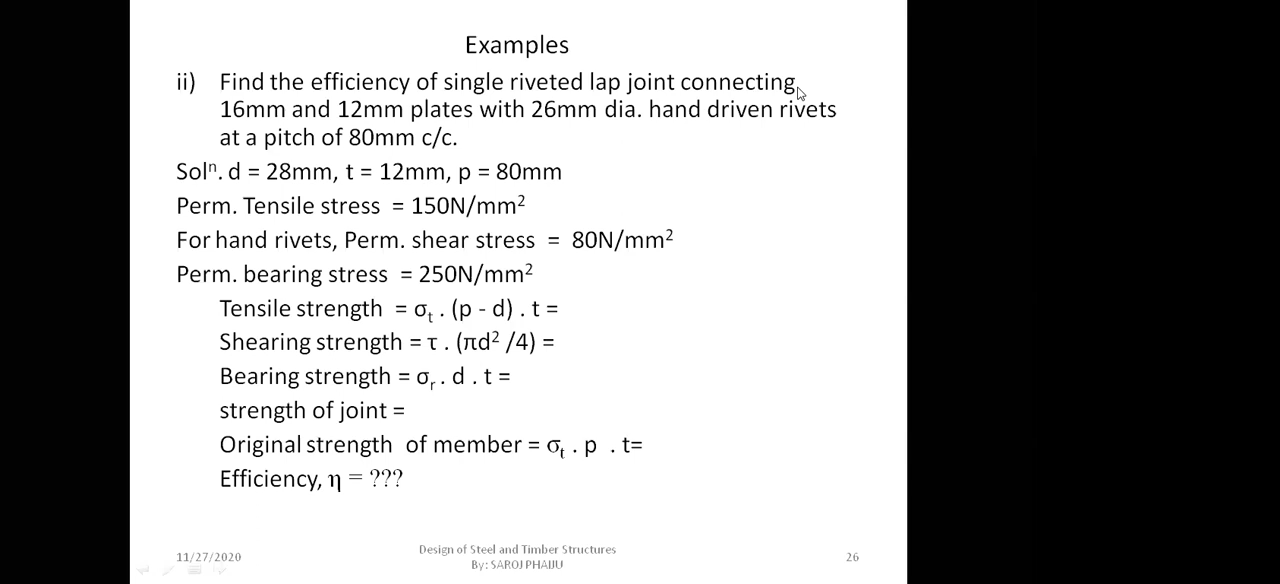 Examples
ii) Find the efficiency of single riveted lap joint connecting
16mm and 12mm plates with 26mm dia. hand driven rivets
at a pitch of 80mm c/c.
Solⁿ. d = 28mm, t = 12mm, p = 80mm
Perm. Tensile stress = 150N/mm²
For hand rivets, Perm. shear stress = 80N/mm²
Perm. bearing stress = 250N/mm²
Tensile strength = σₜ . (p - d) . t =
Shearing strength = τ . (πd² /4) =
Bearing strength = σᵣ . d . t =
strength of joint =
Original strength of member = σₜ . p . t=
Efficiency, η = ???
11/27/2020
Design of Steel and Timber Structures
By: SAROJ PHAIJU
26